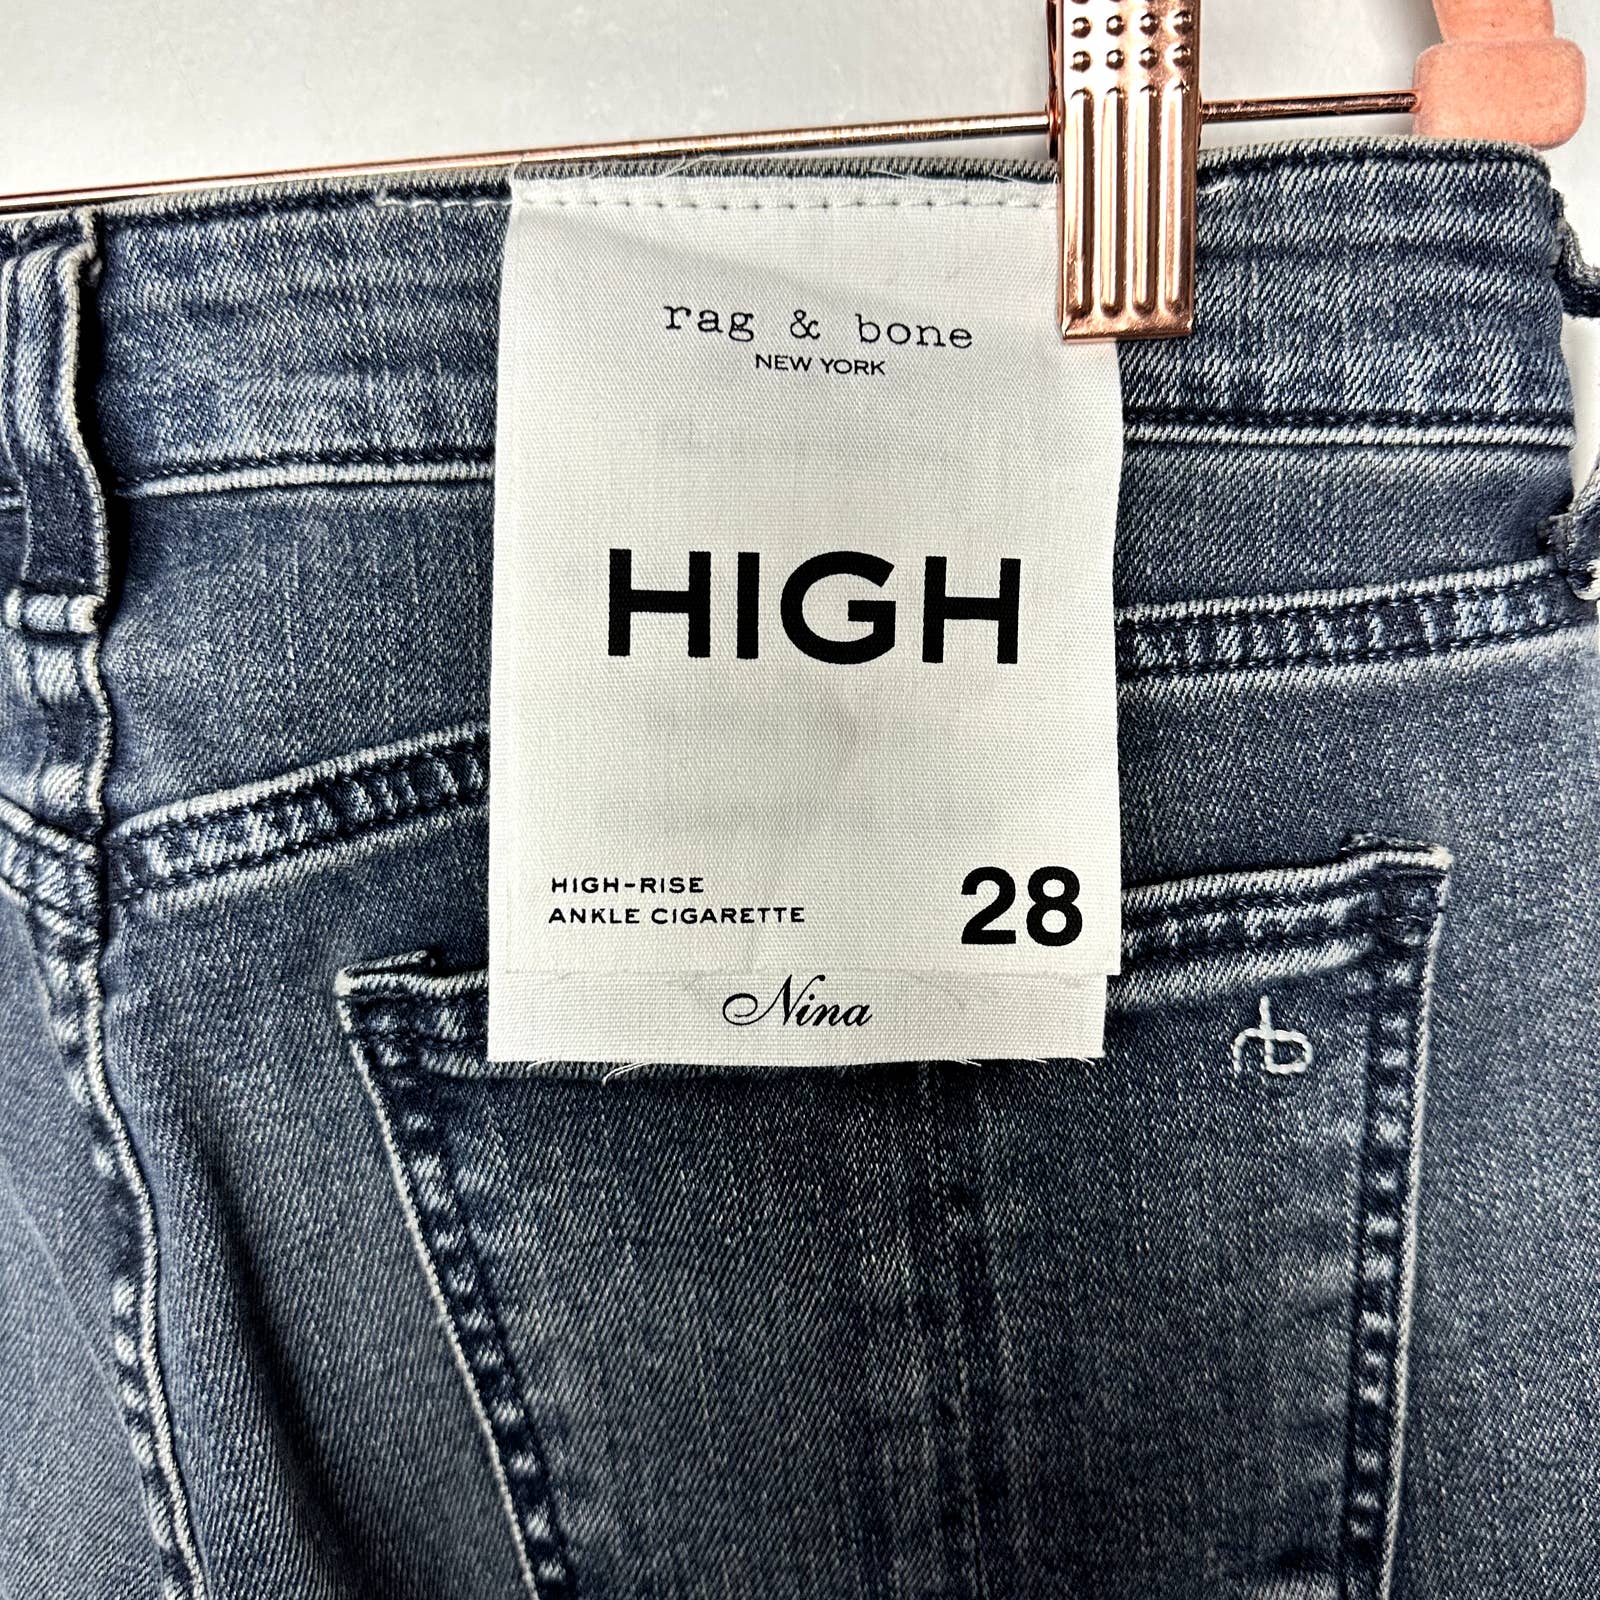 rag & bone
NEW YORK
HIGH
HIGH-RISE
ANKLE CIGARETTE
28
Nina
rb